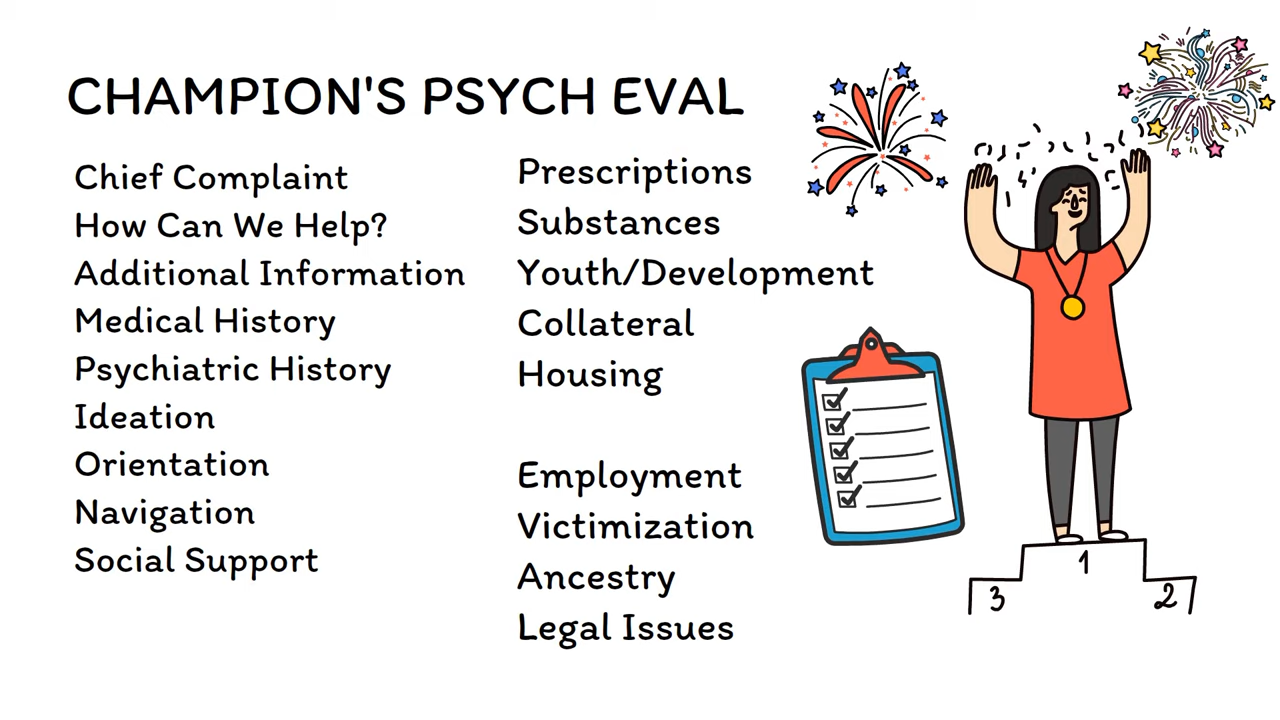 CHAMPION'S PSYCH EVAL
Chief Complaint
How Can We Help?
Additional Information
Medical History
Psychiatric History
Ideation
Orientation
Navigation
Social Support
Prescriptions
Substances
Youth/Development
Collateral
Housing
Employment
Victimization
Ancestry
Legal Issues
1
3
2